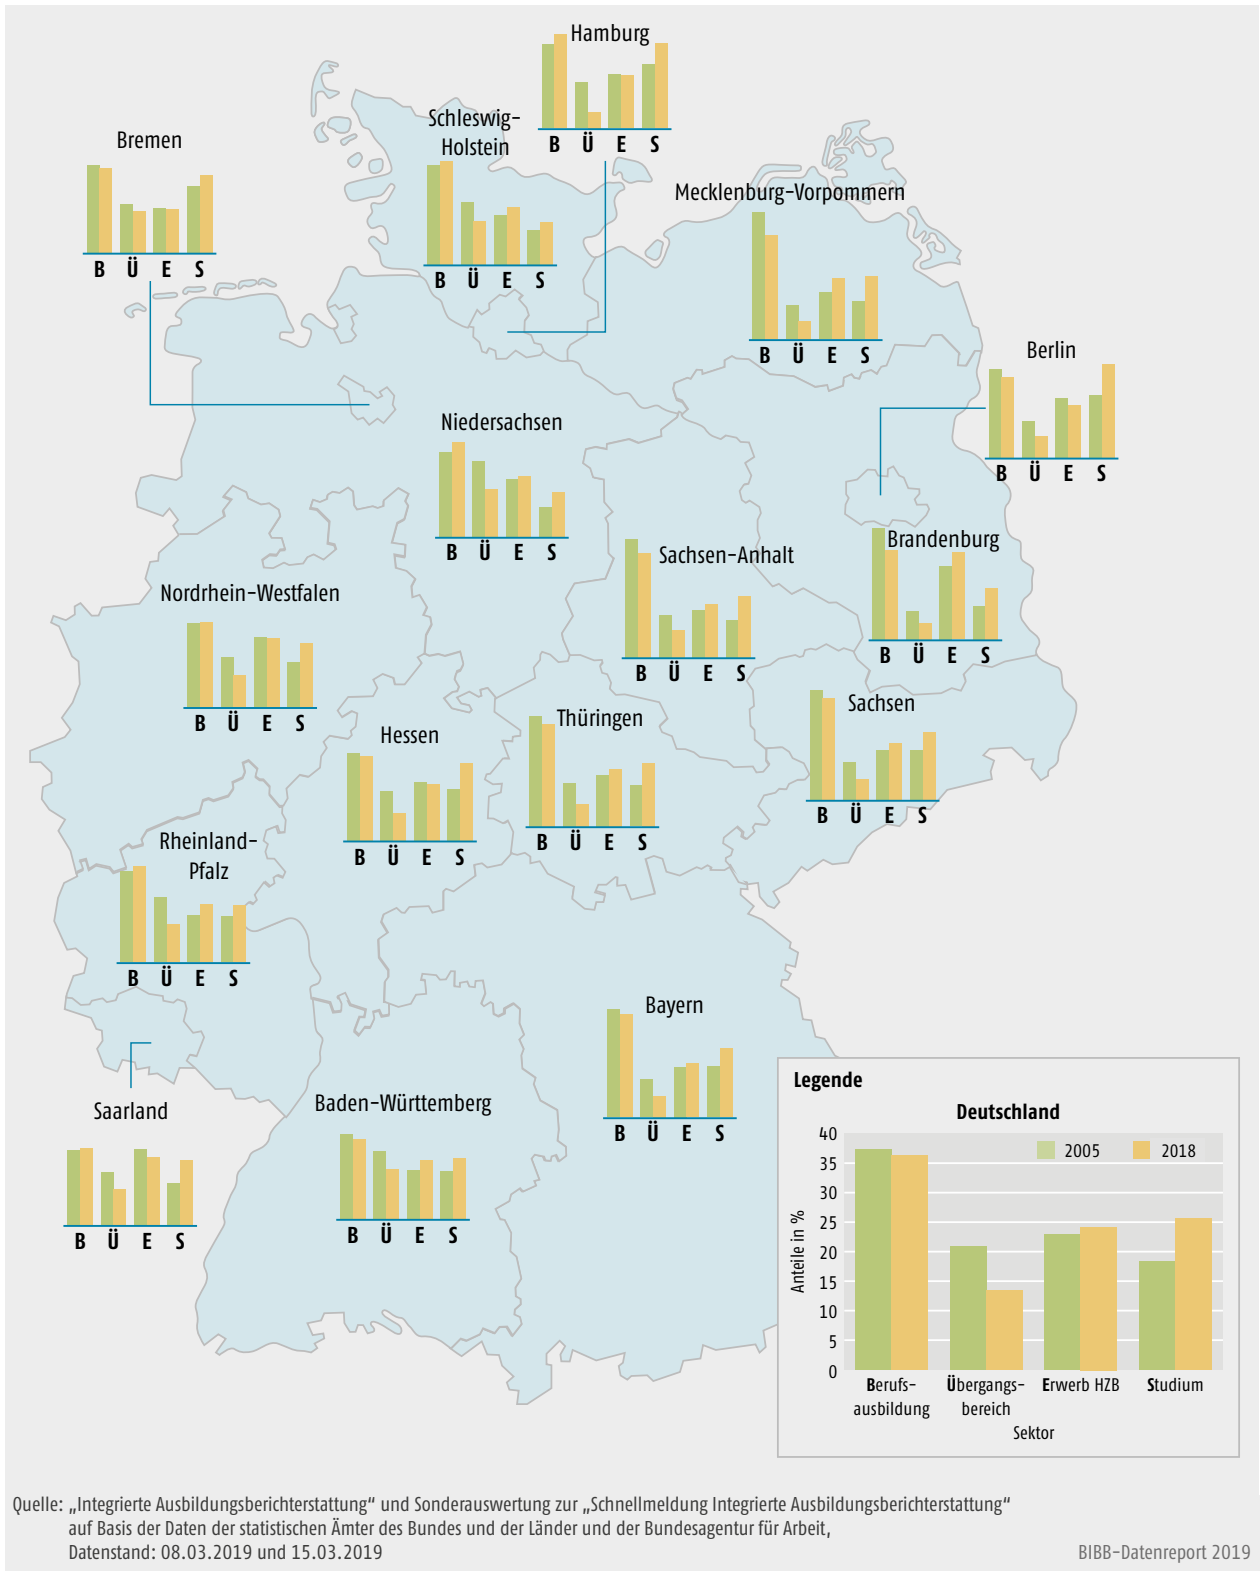 Hamburg
B Ü E S
Schleswig-
Holstein
B Ü E S
Bremen
B Ü E S
Mecklenburg-Vorpommern
B Ü E S
Berlin
B Ü E S
Niedersachsen
B Ü E S
Brandenburg
B Ü E S
Sachsen-Anhalt
B Ü E S
Nordrhein-Westfalen
B Ü E S
Sachsen
B Ü E S
Thüringen
B Ü E S
Hessen
B Ü E S
Rheinland-
Pfalz
B Ü E S
Bayern
B Ü E S
Saarland
B Ü E S
Baden-Württemberg
B Ü E S
Legende
Deutschland
2005 2018
Anteile in %
40
35
30
25
20
15
10
5
0
Berufs-
ausbildung
Übergangs-
bereich
Erwerb HZB
Studium
Sektor
Quelle: „Integrierte Ausbildungsberichterstattung“ und Sonderauswertung zur „Schnellmeldung Integrierte Ausbildungsberichterstattung“
auf Basis der Daten der statistischen Ämter des Bundes und der Länder und der Bundesagentur für Arbeit,
Datenstand: 08.03.2019 und 15.03.2019
BIBB-Datenreport 2019